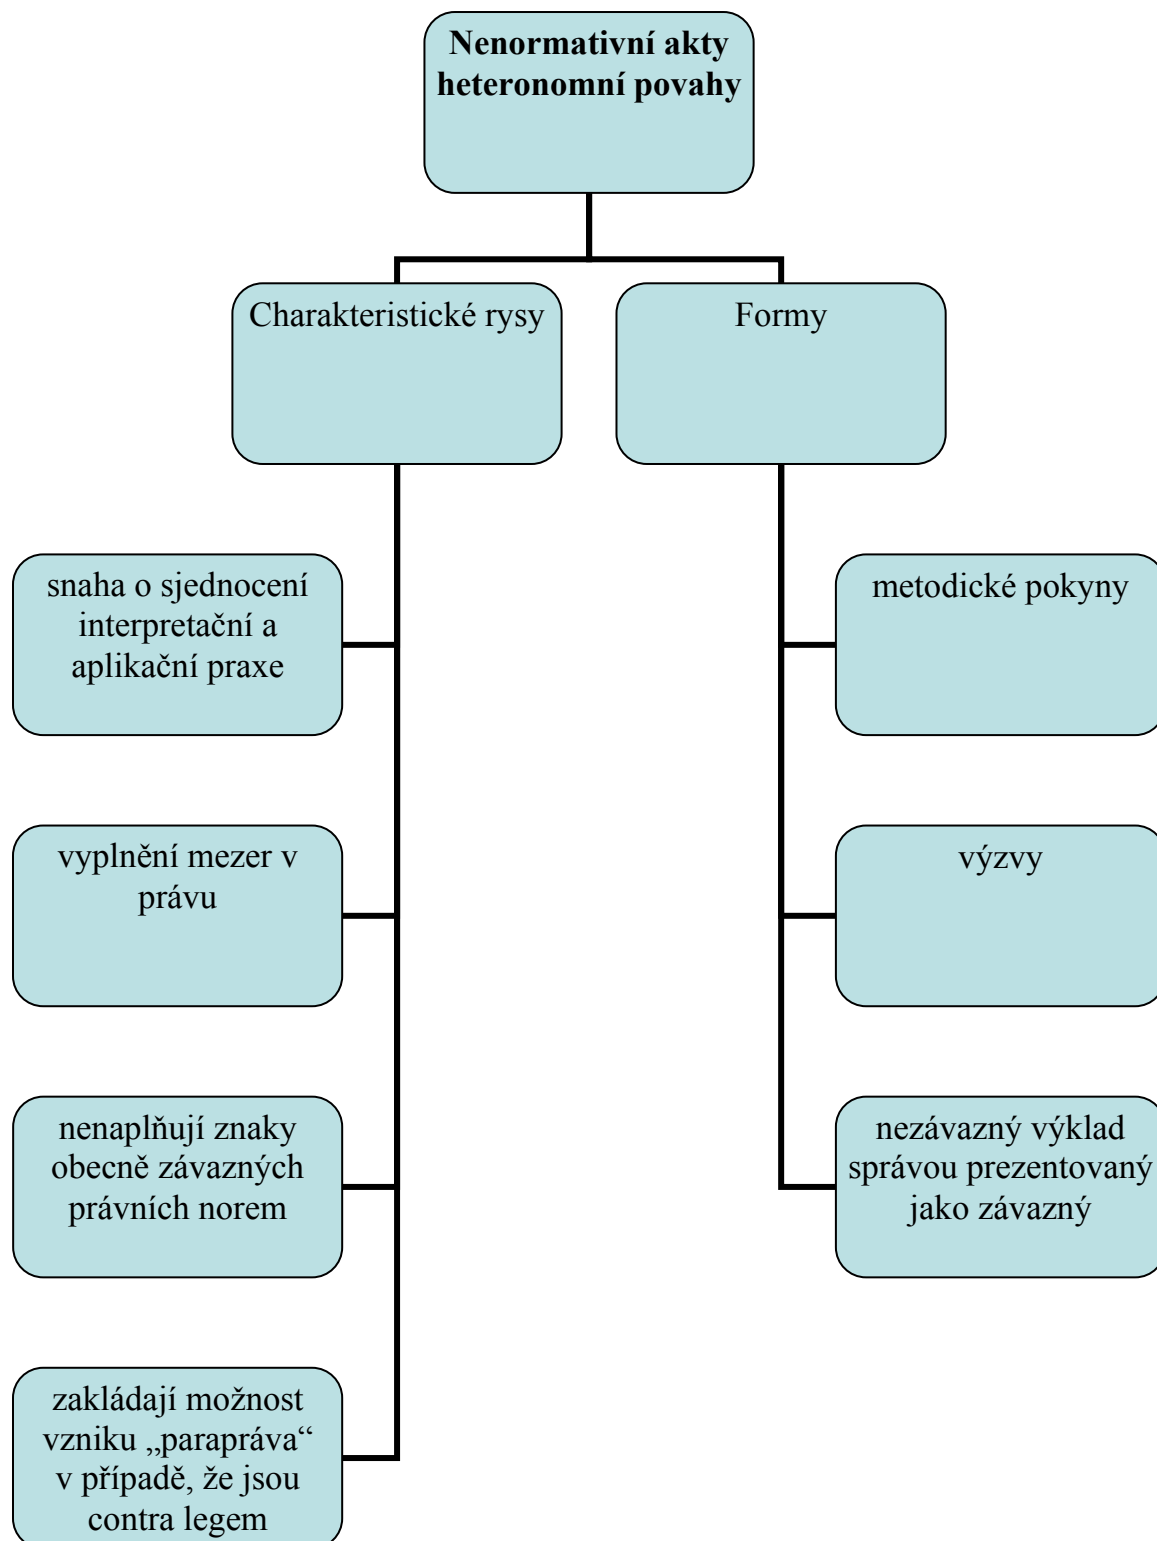 Nenormativní akty
heteronomní povahy
Charakteristické rysy
Formy
snaha o sjednocení
interpretační a
aplikační praxe
vyplnění mezer v
právu
nenaplňují znaky
obecně závazných
právních norem
zakládají možnost
vzniku „parapráva“
v případě, že jsou
contra legem
metodické pokyny
výzvy
nezávazný výklad
správou prezentovaný
jako závazný